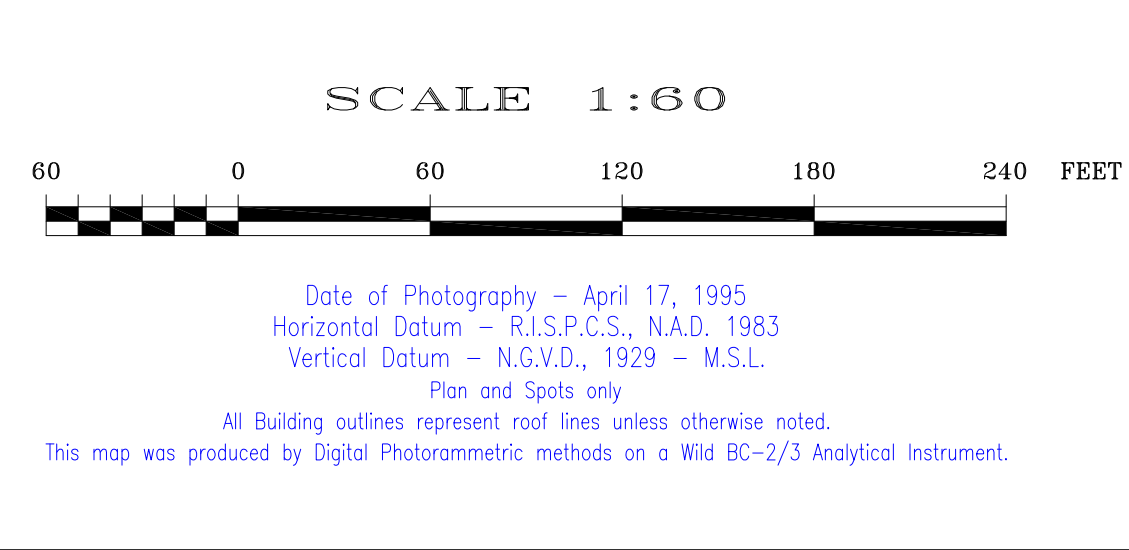 SCALE 1:60
60 0 60 120 180 240 FEET
Date of Photography – April 17, 1995
Horizontal Datum – R.I.S.P.C.S., N.A.D. 1983
Vertical Datum – N.G.V.D., 1929 – M.S.L.
Plan and Spots only
All Building outlines represent roof lines unless otherwise noted.
This map was produced by Digital Photorammetric methods on a Wild BC–2/3 Analytical Instrument.